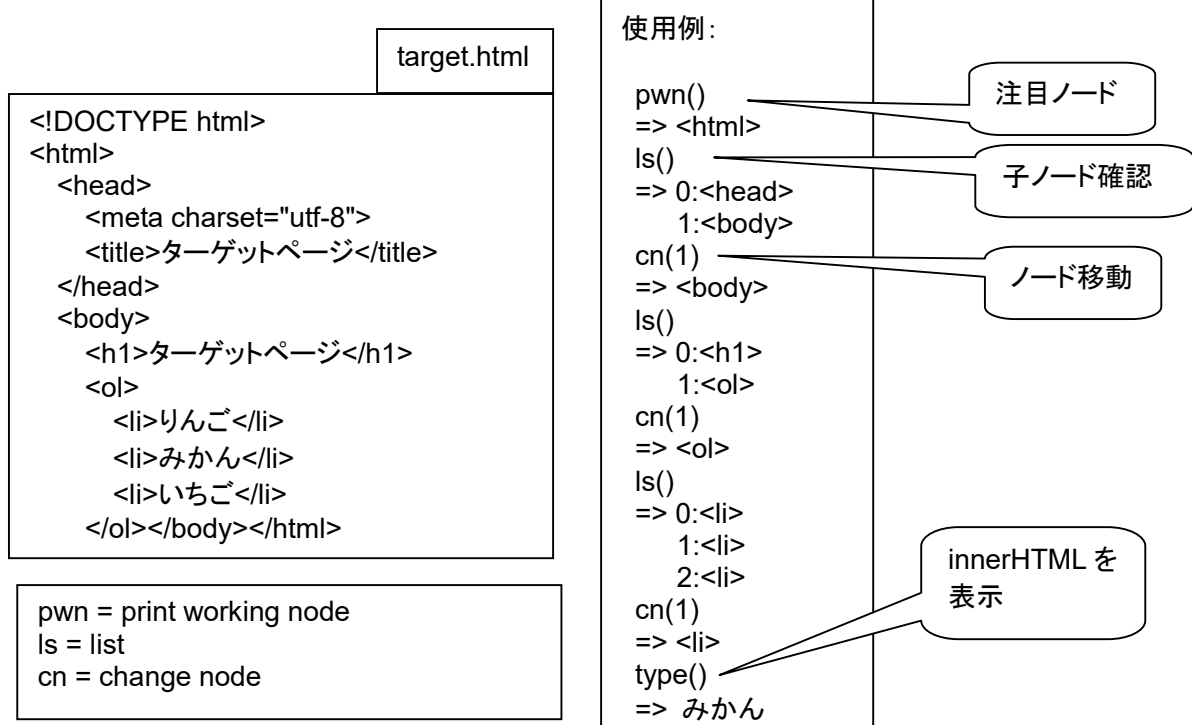 target.html
<!DOCTYPE html>
<html>
  <head>
    <meta charset="utf-8">
    <title>ターゲットページ</title>
  </head>
  <body>
    <h1>ターゲットページ</h1>
    <ol>
      <li>りんご</li>
      <li>みかん</li>
      <li>いちご</li>
    </ol></body></html>
pwn = print working node
ls = list
cn = change node
使用例:
pwn()
=> <html>
ls()
=> 0:<head>
1:<body>
cn(1)
=> <body>
ls()
=> 0:<h1>
1:<ol>
cn(1)
=> <ol>
ls()
=> 0:<li>
1:<li>
2:<li>
cn(1)
=> <li>
type()
=> みかん
注目ノード
子ノード確認
ノード移動
innerHTML を
表示